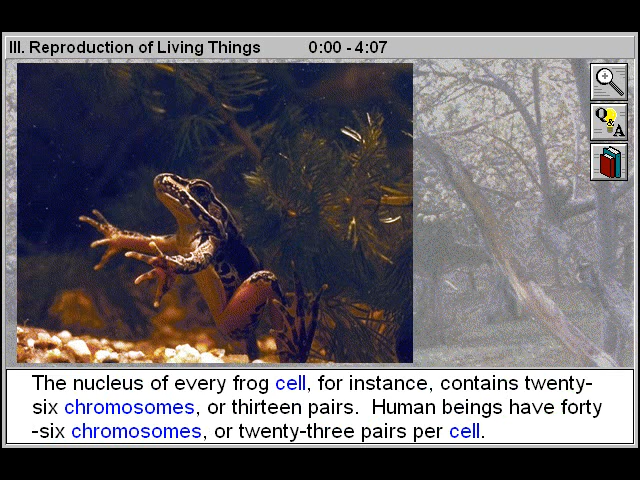 III. Reproduction of Living Things 0:00 - 4:07
Q&A
The nucleus of every frog cell, for instance, contains twenty-
six chromosomes, or thirteen pairs. Human beings have forty
-six chromosomes, or twenty-three pairs per cell.